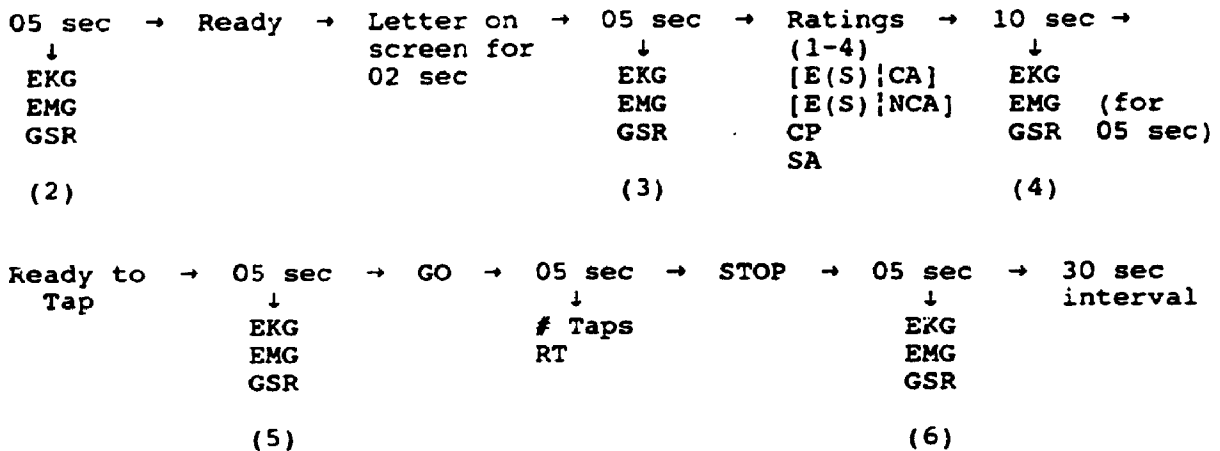 05 sec → Ready → Letter on → 05 sec → Ratings → 10 sec →
↓ screen for ↓ (1-4) ↓
EKG 02 sec EKG [E(S)¦CA] EKG
EMG EMG [E(S)¦NCA] EMG (for
GSR GSR CP GSR 05 sec)
SA
(2) (3) (4)
Ready to → 05 sec → GO → 05 sec → STOP → 05 sec → 30 sec
Tap ↓ ↓ ↓ interval
EKG # Taps EKG
EMG RT EMG
GSR GSR
(5) (6)